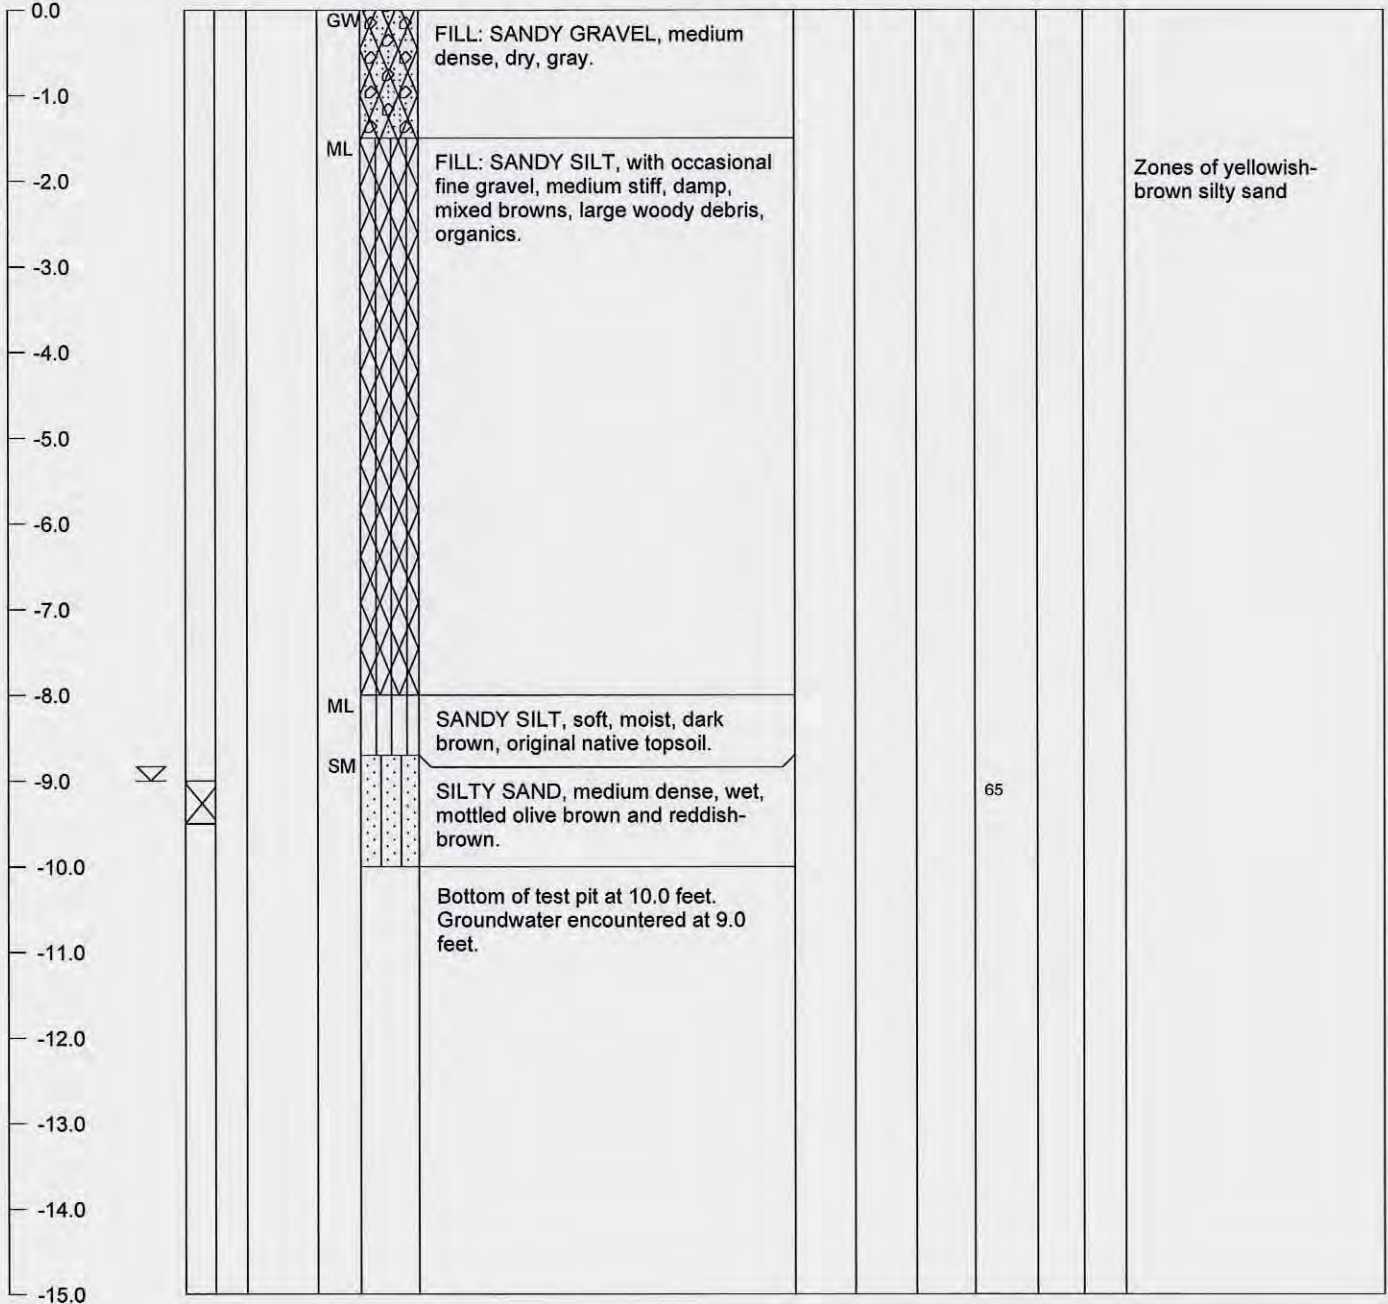 0.0
GW
FILL: SANDY GRAVEL, medium
dense, dry, gray.
-1.0
ML
FILL: SANDY SILT, with occasional
fine gravel, medium stiff, damp,
mixed browns, large woody debris,
organics.
Zones of yellowish-
brown silty sand
-2.0
-3.0
-4.0
-5.0
-6.0
-7.0
-8.0
ML
SANDY SILT, soft, moist, dark
brown, original native topsoil.
SM
-9.0
SILTY SAND, medium dense, wet,
mottled olive brown and reddish-
brown.
65
-10.0
Bottom of test pit at 10.0 feet.
Groundwater encountered at 9.0
feet.
-11.0
-12.0
-13.0
-14.0
-15.0